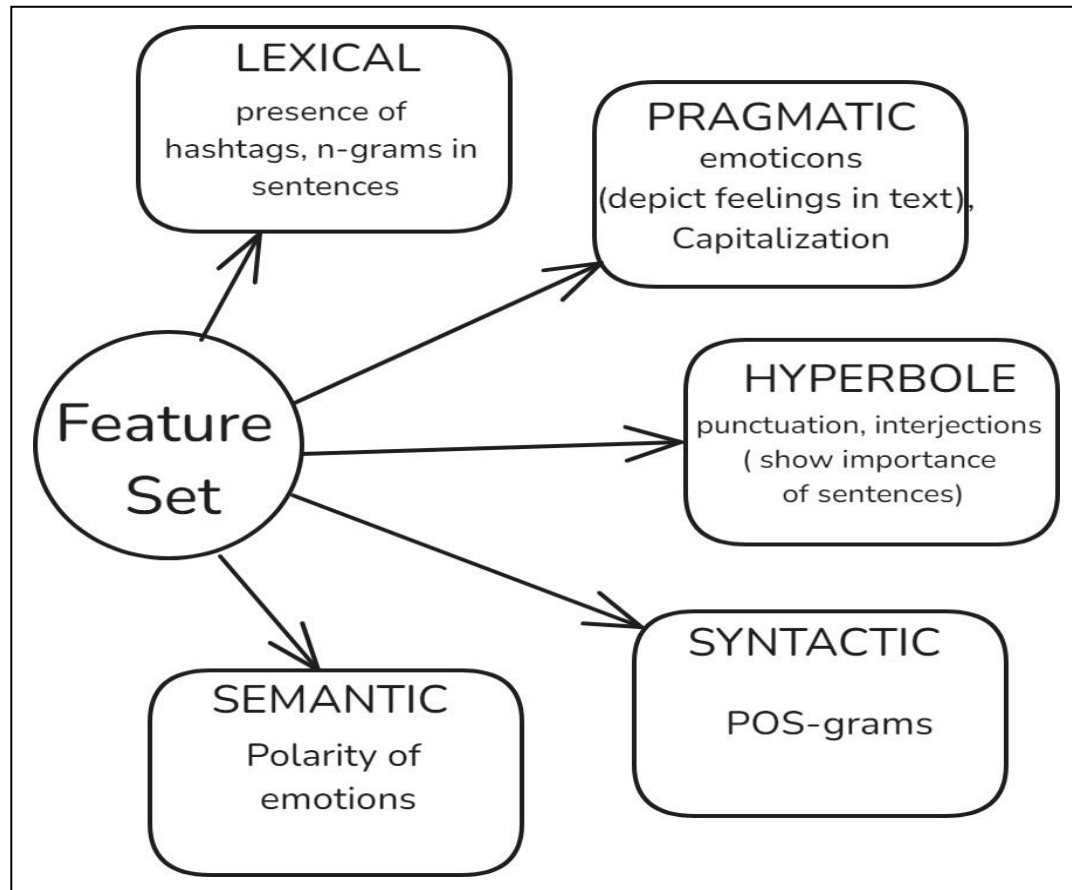 LEXICAL
presence of
hashtags, n-grams in
sentences
PRAGMATIC
emoticons
(depict feelings in text),
Capitalization
Feature
Set
HYPERBOLE
punctuation, interjections
( show importance
of sentences)
SEMANTIC
Polarity of
emotions
SYNTACTIC
POS-grams